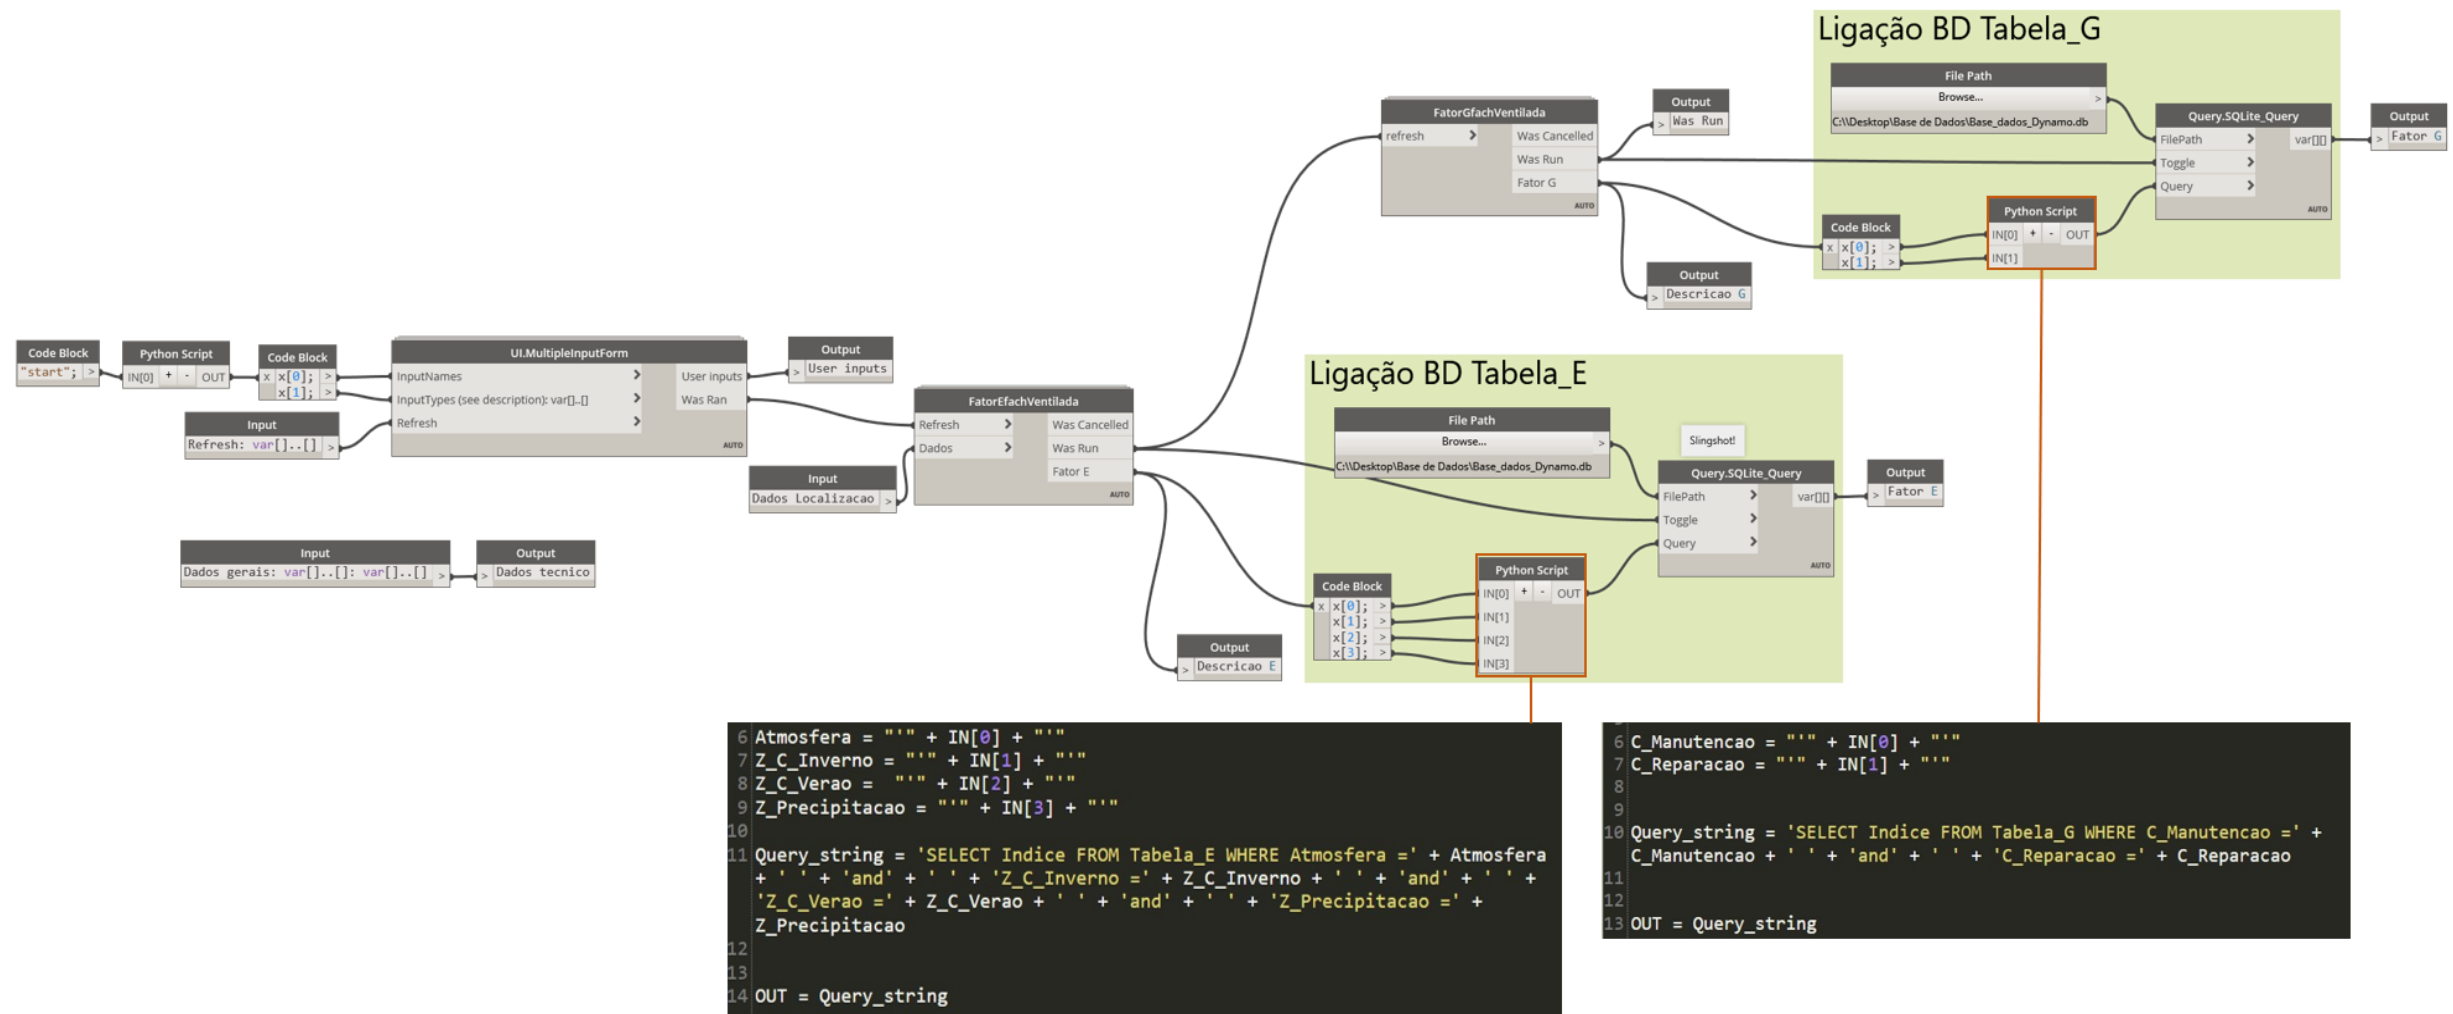 Ligação BD Tabela_G
File Path
Browse...
>
C:\\Desktop\Base de Dados\Base_dados_Dynamo.db
FatorGfachVentilada
refresh >
Was Cancelled
Was Run
Fator G
AUTO
Output
> Was Run
Query.SQLite_Query
FilePath > var[][]
Toggle >
Query >
AUTO
Output
> Fator G
Code Block
x x[0]; >
x[1]; >
Python Script
IN[0] + - OUT
IN[1]
Output
> Descricao G
Code Block
"start"; >
Python Script
IN[0] + - OUT
Code Block
x x[0]; >
x[1]; >
UI.MultipleInputForm
InputNames > User inputs
InputTypes (see description): var[]..[] > Was Ran
Refresh >
AUTO
Output
> User inputs
Input
Refresh: var[]..[] >
Input
Dados Localizacao >
FatorEfachVentilada
Refresh > Was Cancelled
Dados > Was Run
Fator E
AUTO
Input
Dados gerais: var[]..[]: var[]..[] >
Output
> Dados tecnico
Ligação BD Tabela_E
File Path
Browse...
>
C:\\Desktop\Base de Dados\Base_dados_Dynamo.db
Slingshot!
Query.SQLite_Query
FilePath > var[][]
Toggle >
Query >
AUTO
Output
> Fator E
Code Block
x x[0]; >
x[1]; >
x[2]; >
x[3]; >
Python Script
IN[0] + - OUT
IN[1]
IN[2]
IN[3]
Output
> Descricao E
6 Atmosfera = "'" + IN[0] + "'"
7 Z_C_Inverno = "'" + IN[1] + "'"
8 Z_C_Verao =  "'" + IN[2] + "'"
9 Z_Precipitacao = "'" + IN[3] + "'"
10
11 Query_string = 'SELECT Indice FROM Tabela_E WHERE Atmosfera =' + Atmosfera
+ ' ' + 'and' + ' ' + 'Z_C_Inverno =' + Z_C_Inverno + ' ' + 'and' + ' ' +
'Z_C_Verao =' + Z_C_Verao + ' ' + 'and' + ' ' + 'Z_Precipitacao =' +
Z_Precipitacao
12
13
14 OUT = Query_string
6 C_Manutencao = "'" + IN[0] + "'"
7 C_Reparacao = "'" + IN[1] + "'"
8
9
10 Query_string = 'SELECT Indice FROM Tabela_G WHERE C_Manutencao =' +
C_Manutencao + ' ' + 'and' + ' ' + 'C_Reparacao =' + C_Reparacao
11
12
13 OUT = Query_string